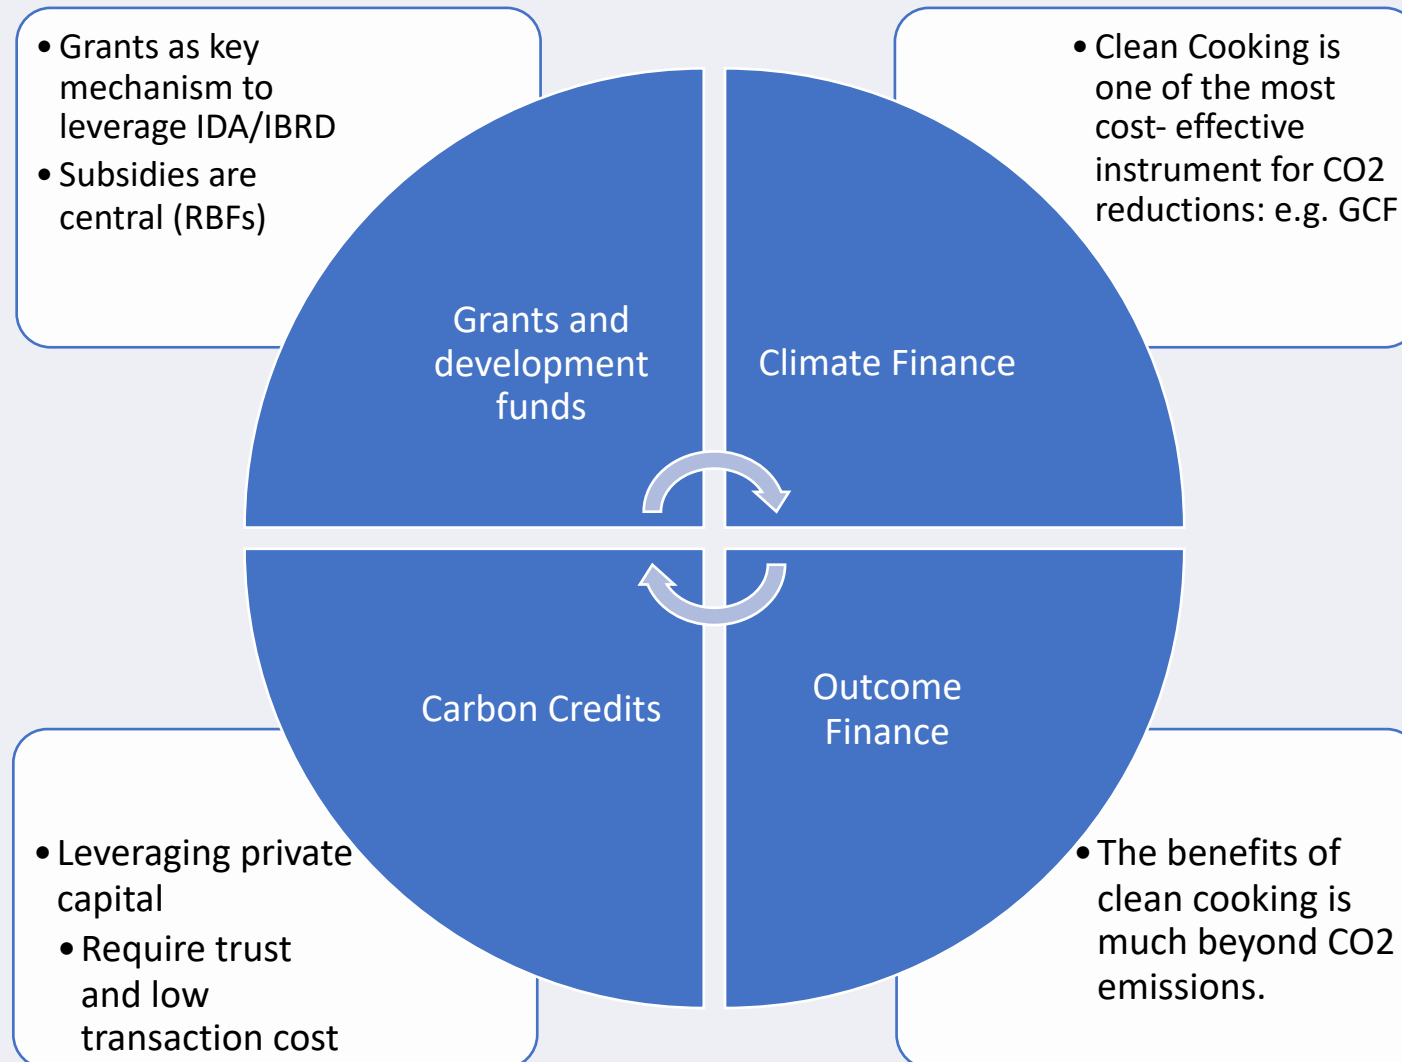 • Grants as key
mechanism to
leverage IDA/IBRD
• Subsidies are
central (RBFs)
• Clean Cooking is
one of the most
cost- effective
instrument for CO2
reductions: e.g. GCF
Grants and
development
funds
Climate Finance
Carbon Credits
Outcome
Finance
• Leveraging private
capital
• Require trust
and low
transaction cost
• The benefits of
clean cooking is
much beyond CO2
emissions.